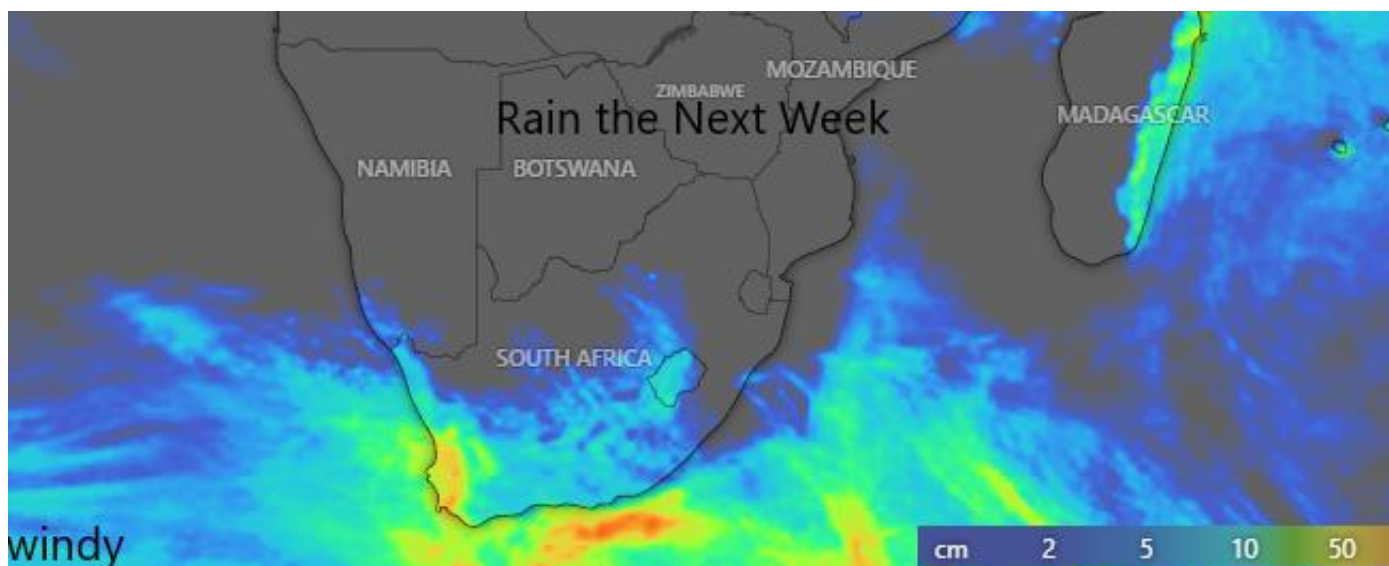 MOZAMBIQUE
ZIMBABWE
Rain the Next Week
MADAGASCAR
NAMIBIA
BOTSWANA
SOUTH AFRICA
windy
cm 2 5 10 50